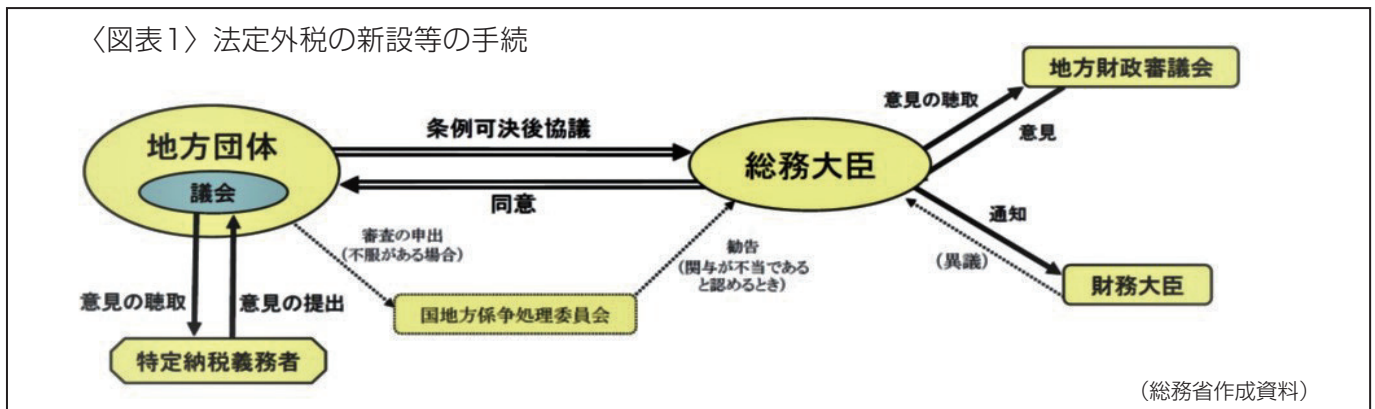 〈図表1〉法定外税の新設等の手続
地方財政審議会
意見の聴取
意見
条例可決後協議
地方団体
議会
総務大臣
同意
通知
審査の申出
(不服がある場合)
勧告
(関与が不当である
と認めるとき)
(異議)
財務大臣
意見の聴取
意見の提出
国地方係争処理委員会
特定納税義務者
(総務省作成資料)